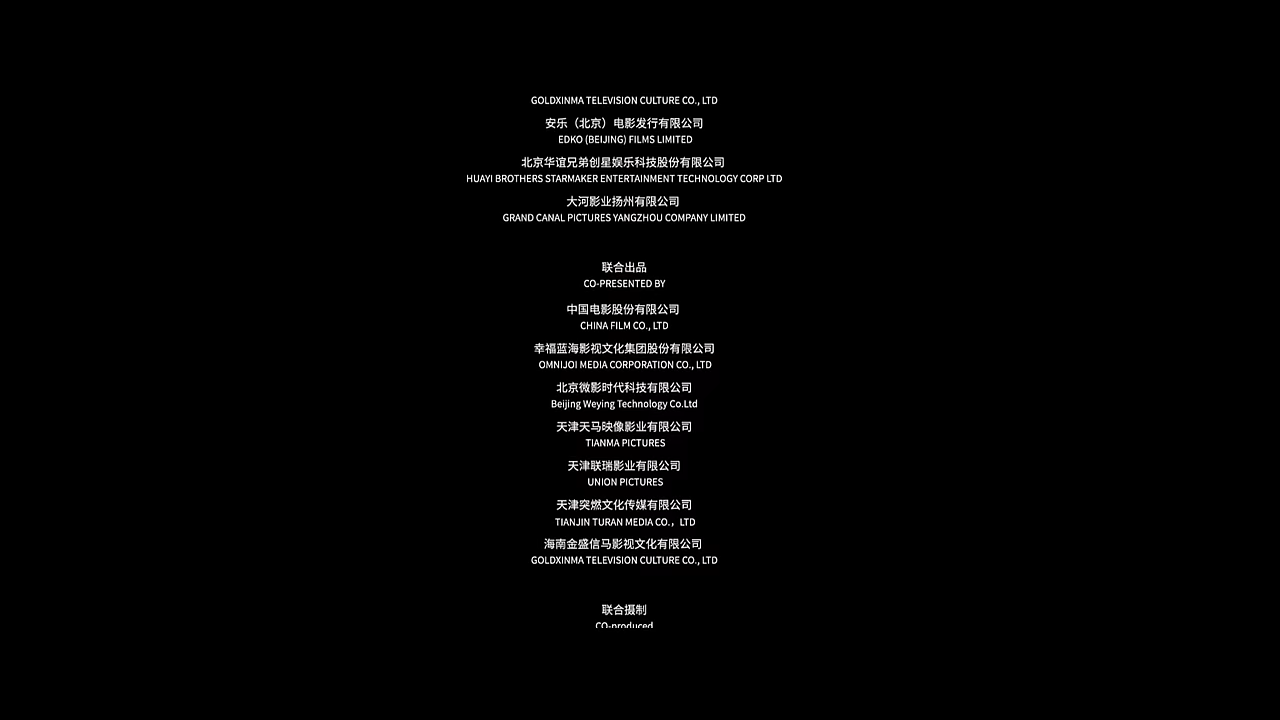 GOLDXINMA TELEVISION CULTURE CO., LTD
安乐（北京）电影发行有限公司
EDKO (BEIJING) FILMS LIMITED
北京华谊兄弟创星娱乐科技股份有限公司
HUAYI BROTHERS STARMAKER ENTERTAINMENT TECHNOLOGY CORP LTD
大河影业扬州有限公司
GRAND CANAL PICTURES YANGZHOU COMPANY LIMITED
联合出品
CO-PRESENTED BY
中国电影股份有限公司
CHINA FILM CO., LTD
幸福蓝海影视文化集团股份有限公司
OMNIJOI MEDIA CORPORATION CO., LTD
北京微影时代科技有限公司
Beijing Weying Technology Co.Ltd
天津天马映像影业有限公司
TIANMA PICTURES
天津联瑞影业有限公司
UNION PICTURES
天津突燃文化传媒有限公司
TIANJIN TURAN MEDIA CO.，LTD
海南金盛信马影视文化有限公司
GOLDXINMA TELEVISION CULTURE CO., LTD
联合摄制
CO-produced